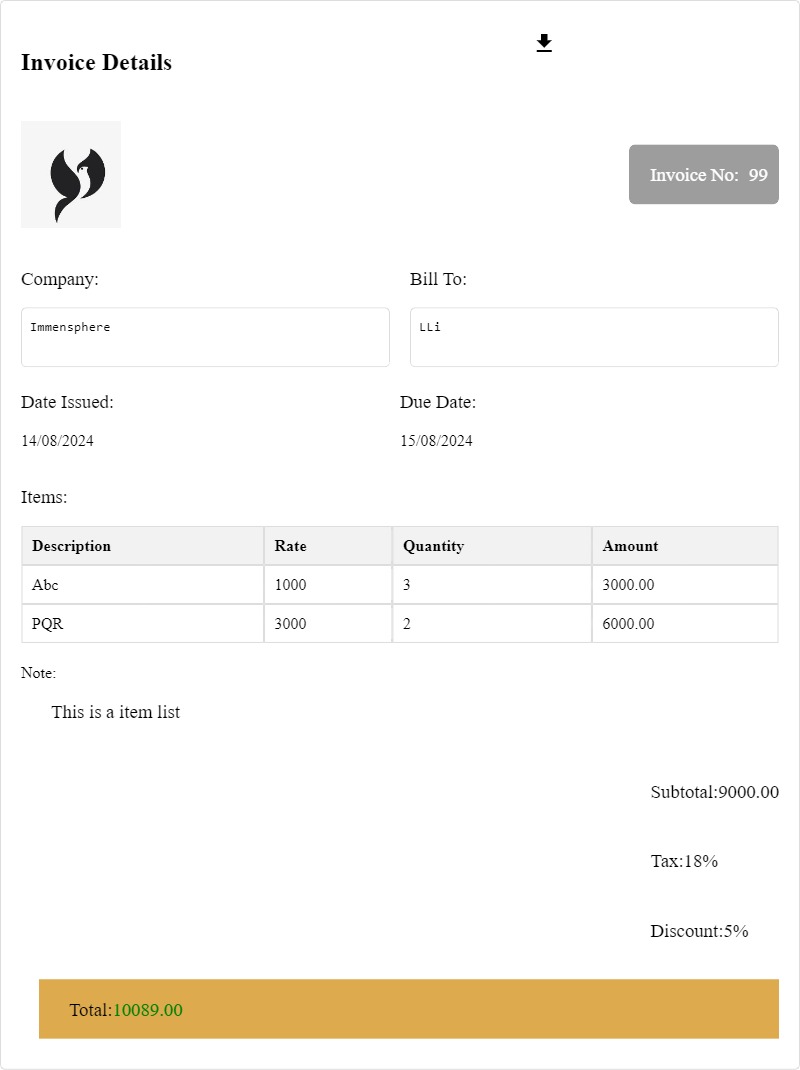 Invoice Details
Invoice No: 99
Company: Bill To:
Immensphere LLi
Date Issued: Due Date:
14/08/2024 15/08/2024
Items:
Description Rate Quantity Amount
Abc 1000 3 3000.00
PQR 3000 2 6000.00
Note:
This is a item list
Subtotal:9000.00
Tax:18%
Discount:5%
Total:10089.00